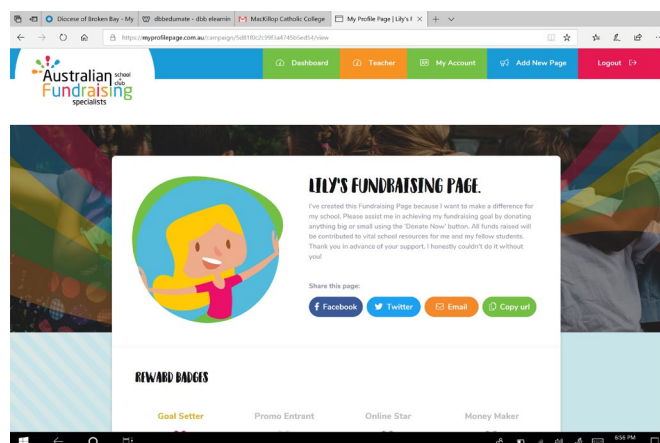 Diocese of Broken Bay - My
dbbedumate - dbb elearnin
MacKillop Catholic College
My Profile Page | Lily's F
https://myprofilepage.com.au/campaign/5d81f0c2c99f3a4745b5ed54/view
Australian school & club
Fundraising
specialists
Dashboard
Teacher
My Account
Add New Page
Logout
LILY'S FUNDRAISING PAGE.
I've created this Fundraising Page because I want to make a difference for
my school. Please assist me in achieving my fundraising goal by donating
anything big or small using the 'Donate Now' button. All funds raised will
be contributed to vital school resources for me and my fellow students.
Thank you in advance of your support. I honestly couldn't do it without
you!
Share this page:
Facebook
Twitter
Email
Copy url
REWARD BADGES
Goal Setter
Promo Entrant
Online Star
Money Maker
6:56 PM